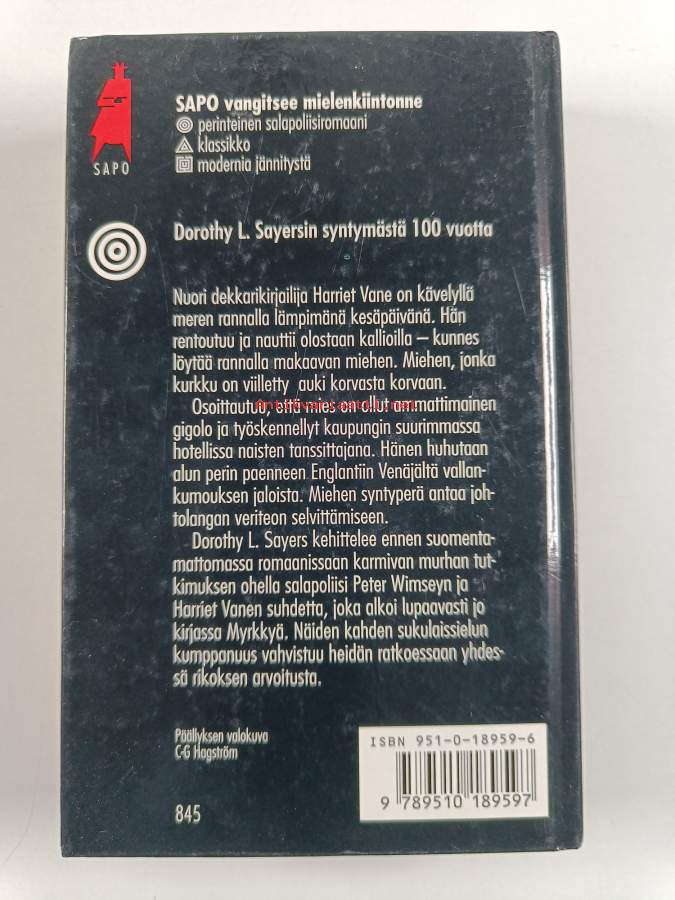 SAPO vangitsee mielenkiintonne
perinteinen salapoliisiromaani
klassikko
modernia jännitystä
SAPO
Dorothy L. Sayersin syntymästä 100 vuotta
Nuori dekkarikirjailija Harriet Vane on kävelyllä
meren rannalla lämpimänä kesäpäivänä. Hän
rentoutuu ja nauttii olostaan kallioilla – kunnes
löytää rannalla makaavan miehen. Miehen, jonka
kurkku on viilletty auki korvasta korvaan.
Osoittautuu, että mies on ollut ammattimainen
gigolo ja työskennellyt kaupungin suurimmassa
hotellissa naisten tanssittajana. Hänen huhutaan
alun perin paenneen Englantiin Venäjältä vallan-
kumouksen jaloista. Miehen syntyperä antaa joh-
tolangan veriteon selvittämiseen.
Dorothy L. Sayers kehittelee ennen suomenta-
mattomassa romaanissaan karmivan murhan tut-
kimuksen ohella salapoliisi Peter Wimseyn ja
Harriet Vanen suhdetta, joka alkoi lupaavasti jo
kirjassa Myrkkyä. Näiden kahden sukulaissielun
kumppanuus vahvistuu heidän ratkoessaan yhdes-
sä rikoksen arvoitusta.
Päällyksen valokuva
C-G Hagström
ISBN 951-0-18959-6
9 789510 189597
845